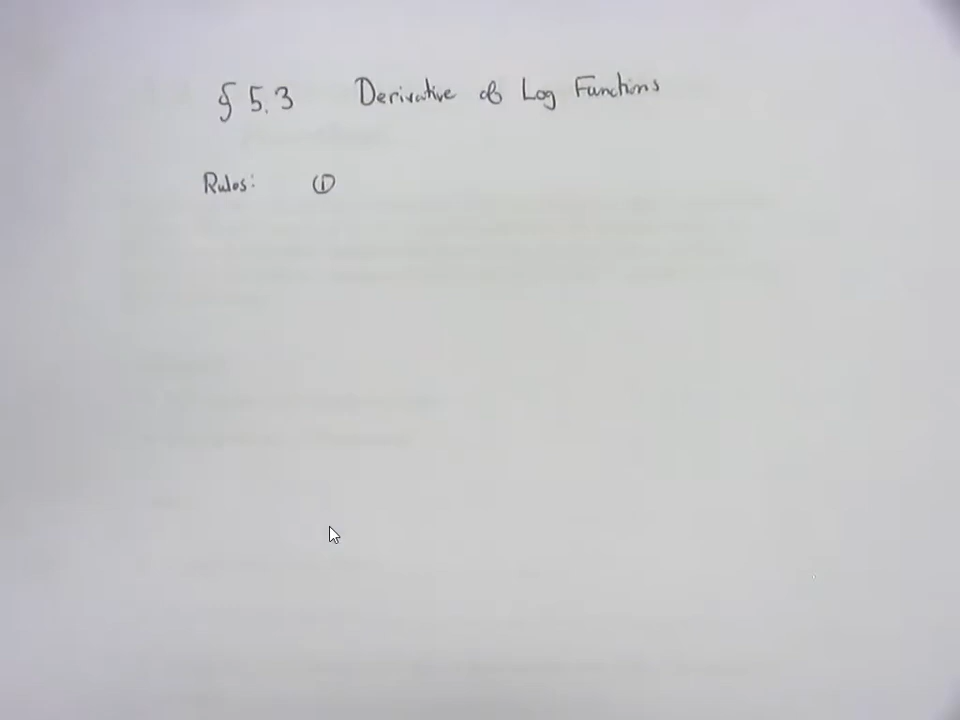 § 5.3 Derivative of Log Functions
Rules: ①